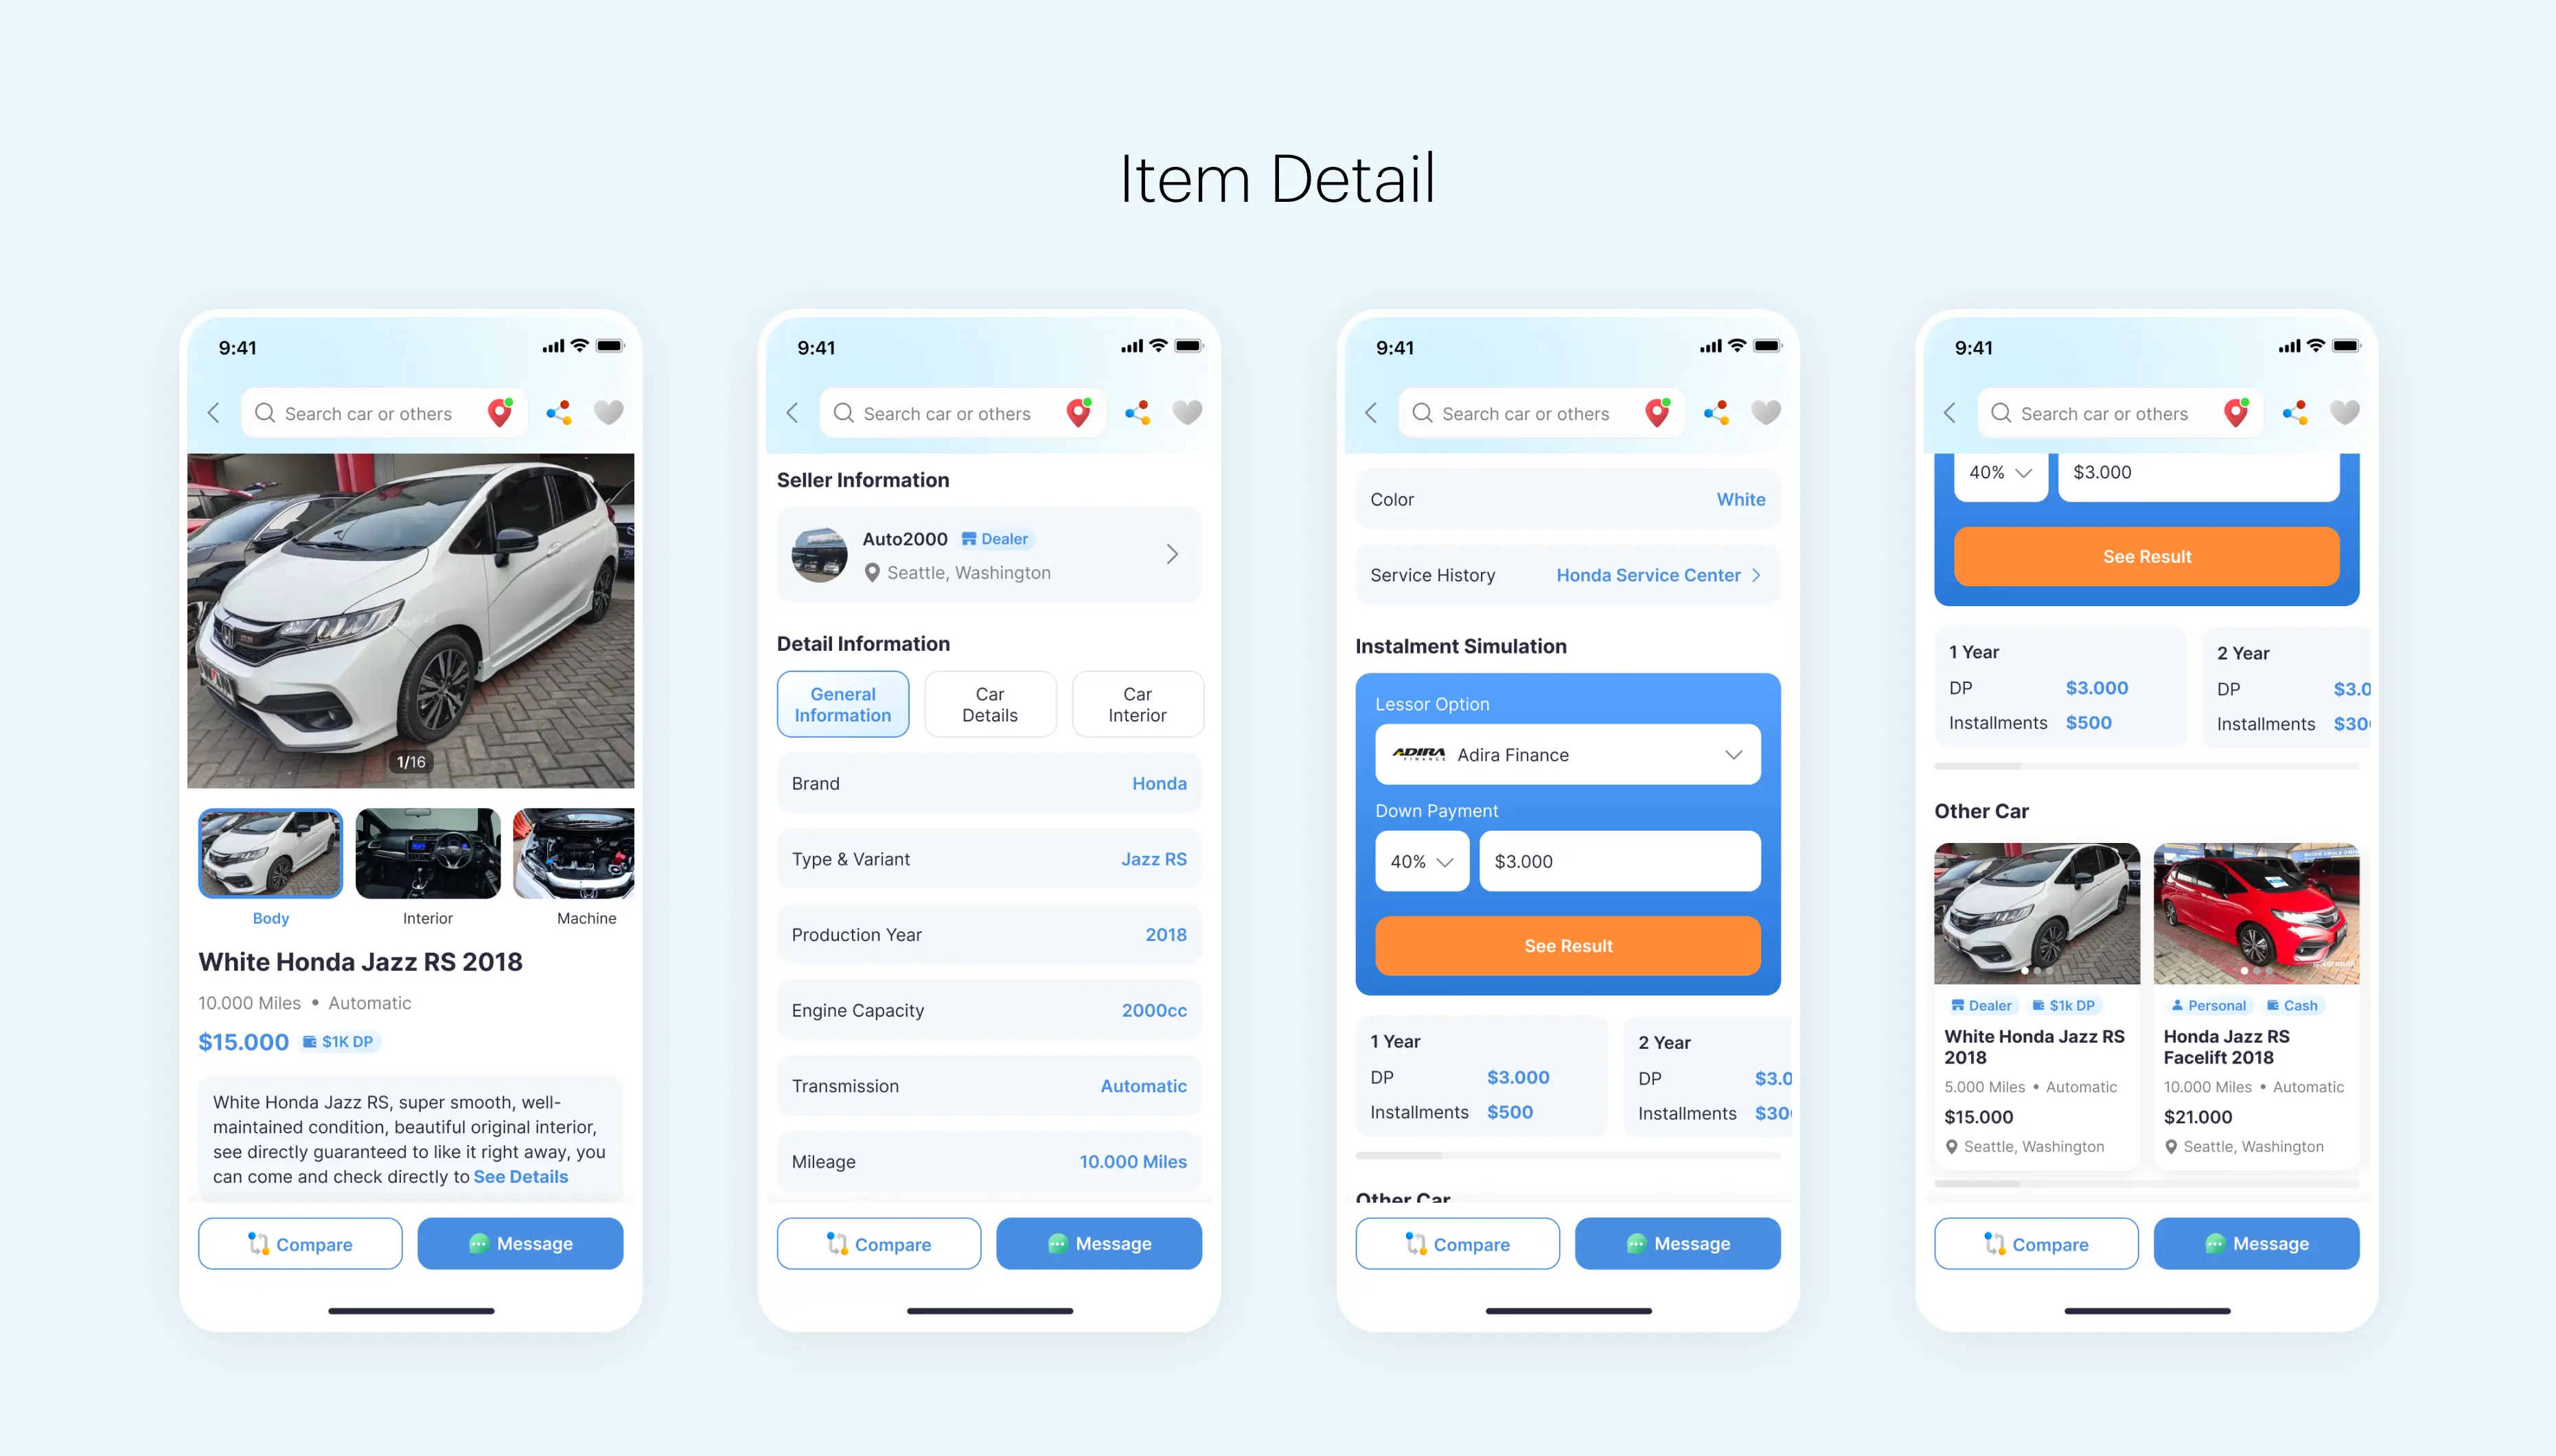 Item Detail
9:41
Search car or others
1/16
Body
Interior
Machine
White Honda Jazz RS 2018
10.000 Miles • Automatic
$15.000
$1K DP
White Honda Jazz RS, super smooth, well-
maintained condition, beautiful original interior,
see directly guaranteed to like it right away, you
can come and check directly to See Details
Compare
Message
9:41
Search car or others
Seller Information
Auto2000
Dealer
Seattle, Washington
Detail Information
General
Information
Car
Details
Car
Interior
Brand
Honda
Type & Variant
Jazz RS
Production Year
2018
Engine Capacity
2000cc
Transmission
Automatic
Mileage
10.000 Miles
Compare
Message
9:41
Search car or others
Color
White
Service History
Honda Service Center
Instalment Simulation
Lessor Option
ADIRA
FINANCE
Adira Finance
Down Payment
40%
$3.000
See Result
1 Year
DP
$3.000
Installments
$500
2 Year
DP
$3.0
Installments
$30
Other Car
Compare
Message
9:41
Search car or others
40%
$3.000
See Result
1 Year
DP
$3.000
Installments
$500
2 Year
DP
$3.0
Installments
$30
Other Car
Dealer
$1k DP
White Honda Jazz RS
2018
5.000 Miles • Automatic
$15.000
Seattle, Washington
Personal
Cash
Honda Jazz RS
Facelift 2018
10.000 Miles • Automatic
$21.000
Seattle, Washington
Compare
Message